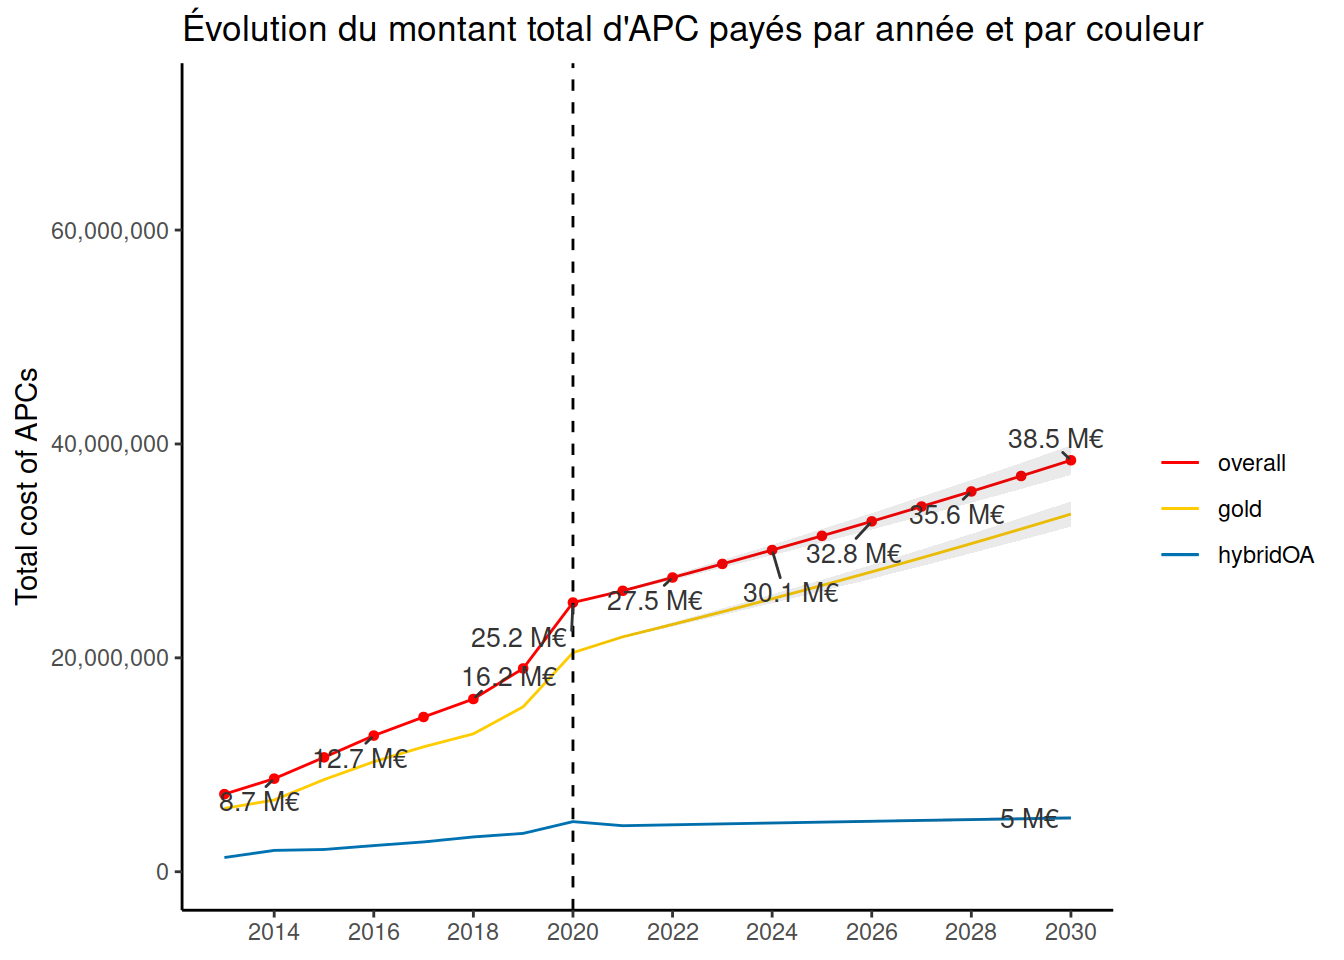 Évolution du montant total d'APC payés par année et par couleur
Total cost of APCs
60,000,000
40,000,000
20,000,000
0
38.5 M€
35.6 M€
32.8 M€
30.1 M€
27.5 M€
25.2 M€
16.2 M€
12.7 M€
8.7 M€
5 M€
2014 2016 2018 2020 2022 2024 2026 2028 2030
overall
gold
hybridOA